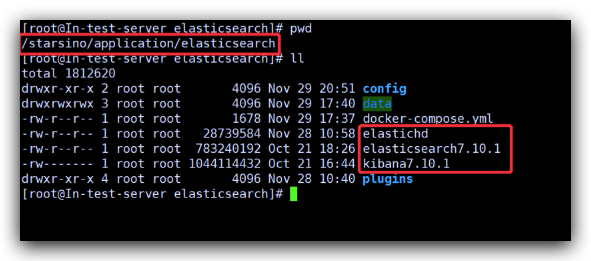 [root@In-test-server elasticsearch]# pwd
/starsino/application/elasticsearch
[root@In-test-server elasticsearch]# ll
total 1812620
drwxr-xr-x 2 root root 4096 Nov 29 20:51 config
drwxrwxrwx 3 root root 4096 Nov 29 17:40 data
-rw-r--r-- 1 root root 1678 Nov 29 17:37 docker-compose.yml
-rw-r--r-- 1 root root 28739584 Nov 28 10:58 elastichd
-rw-r--r-- 1 root root 783240192 Oct 21 18:26 elasticsearch7.10.1
-rw------- 1 root root 1044114432 Oct 21 16:44 kibana7.10.1
drwxr-xr-x 4 root root 4096 Nov 28 10:40 plugins
[root@In-test-server elasticsearch]#